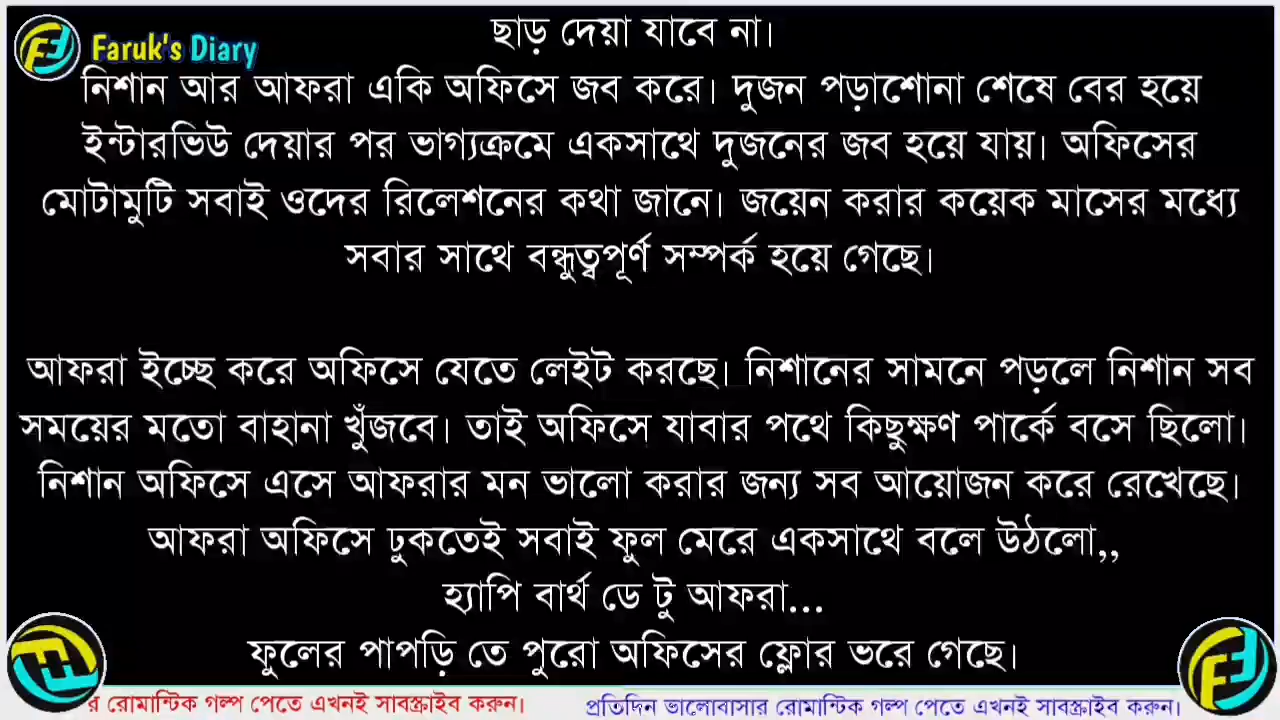 Faruk's Diary
ছাড় দেয়া যাবে না।
নিশান আর আফরা একি অফিসে জব করে। দুজন পড়াশোনা শেষে বের হয়ে
ইন্টারভিউ দেয়ার পর ভাগ্যক্রমে একসাথে দুজনের জব হয়ে যায়। অফিসের
মোটামুটি সবাই ওদের রিলেশনের কথা জানে। জয়েন করার কয়েক মাসের মধ্যে
সবার সাথে বন্ধুত্বপূর্ণ সম্পর্ক হয়ে গেছে।
আফরা ইচ্ছে করে অফিসে যেতে লেইট করছে। নিশানের সামনে পড়লে নিশান সব
সময়ের মতো বাহানা খুঁজবে। তাই অফিসে যাবার পথে কিছুক্ষণ পার্কে বসে ছিলো।
নিশান অফিসে এসে আফরার মন ভালো করার জন্য সব আয়োজন করে রেখেছে।
আফরা অফিসে ঢুকতেই সবাই ফুল মেরে একসাথে বলে উঠলো,,
হ্যাপি বার্থ ডে টু আফরা...
ফুলের পাপড়ি তে পুরো অফিসের ফ্লোর ভরে গেছে।
র রোমান্টিক গল্প পেতে এখনই সাবস্ক্রাইব করুন।
প্রতিদিন ভালোবাসার রোমান্টিক গল্প পেতে এখনই সাবস্ক্রাইব করুন।